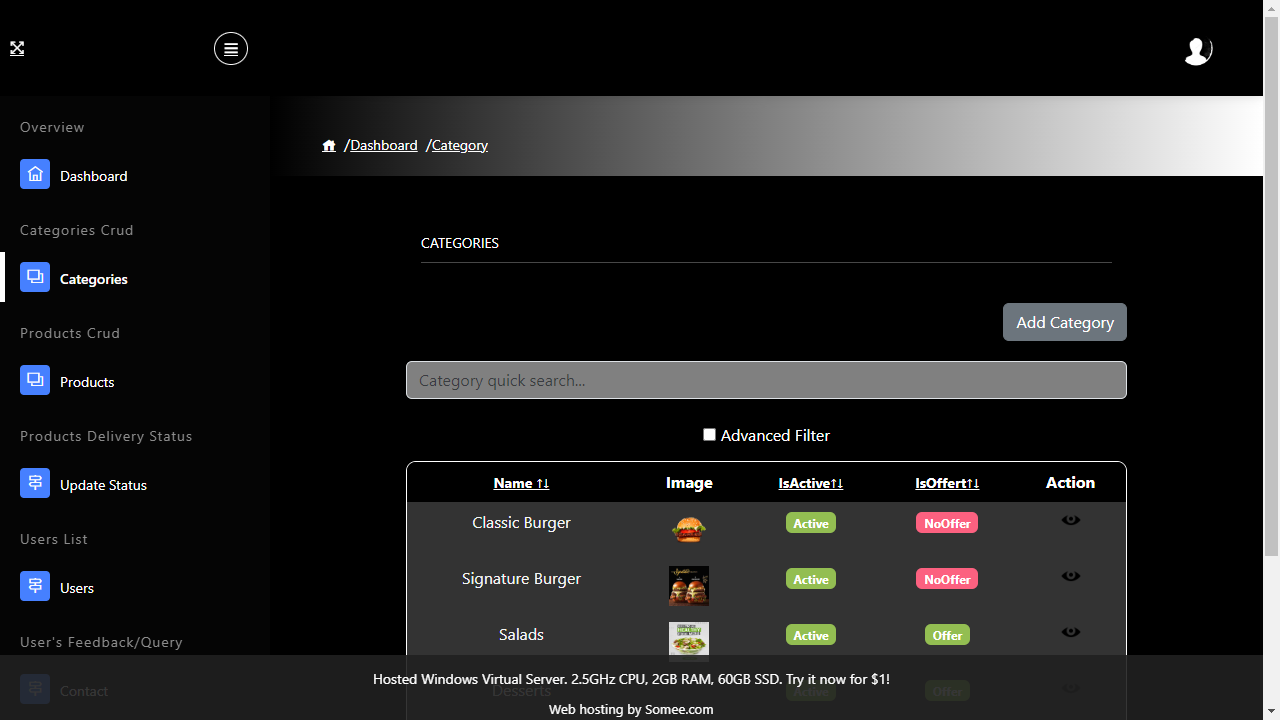 Overview
/Dashboard /Category
Dashboard
Categories Crud
CATEGORIES
Categories
Add Category
Products Crud
Category quick search...
Products
Products Delivery Status
Advanced Filter
Update Status
Name ↑↓ Image IsActive↑↓ IsOffert↑↓ Action
Classic Burger Active NoOffer
Users List
Users
Signature Burger Active NoOffer
User's Feedback/Query
Salads Active Offer
Contact
Desserts Active Offer
Hosted Windows Virtual Server. 2.5GHz CPU, 2GB RAM, 60GB SSD. Try it now for $1!
Web hosting by Somee.com